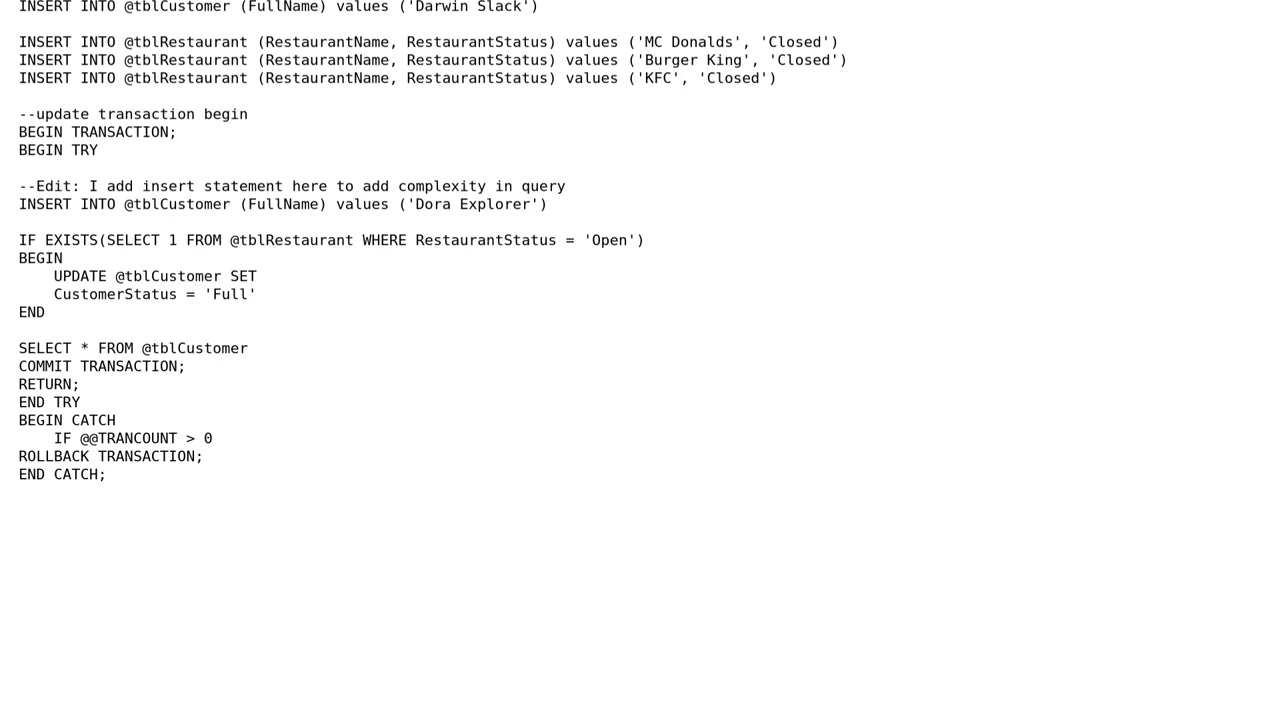 INSERT INTO @tblCustomer (FullName) values ('Darwin Slack')

INSERT INTO @tblRestaurant (RestaurantName, RestaurantStatus) values ('MC Donalds', 'Closed')
INSERT INTO @tblRestaurant (RestaurantName, RestaurantStatus) values ('Burger King', 'Closed')
INSERT INTO @tblRestaurant (RestaurantName, RestaurantStatus) values ('KFC', 'Closed')

--update transaction begin
BEGIN TRANSACTION;
BEGIN TRY

--Edit: I add insert statement here to add complexity in query
INSERT INTO @tblCustomer (FullName) values ('Dora Explorer')

IF EXISTS(SELECT 1 FROM @tblRestaurant WHERE RestaurantStatus = 'Open')
BEGIN
    UPDATE @tblCustomer SET
    CustomerStatus = 'Full'
END

SELECT * FROM @tblCustomer
COMMIT TRANSACTION;
RETURN;
END TRY
BEGIN CATCH
    IF @@TRANCOUNT > 0
ROLLBACK TRANSACTION;
END CATCH;